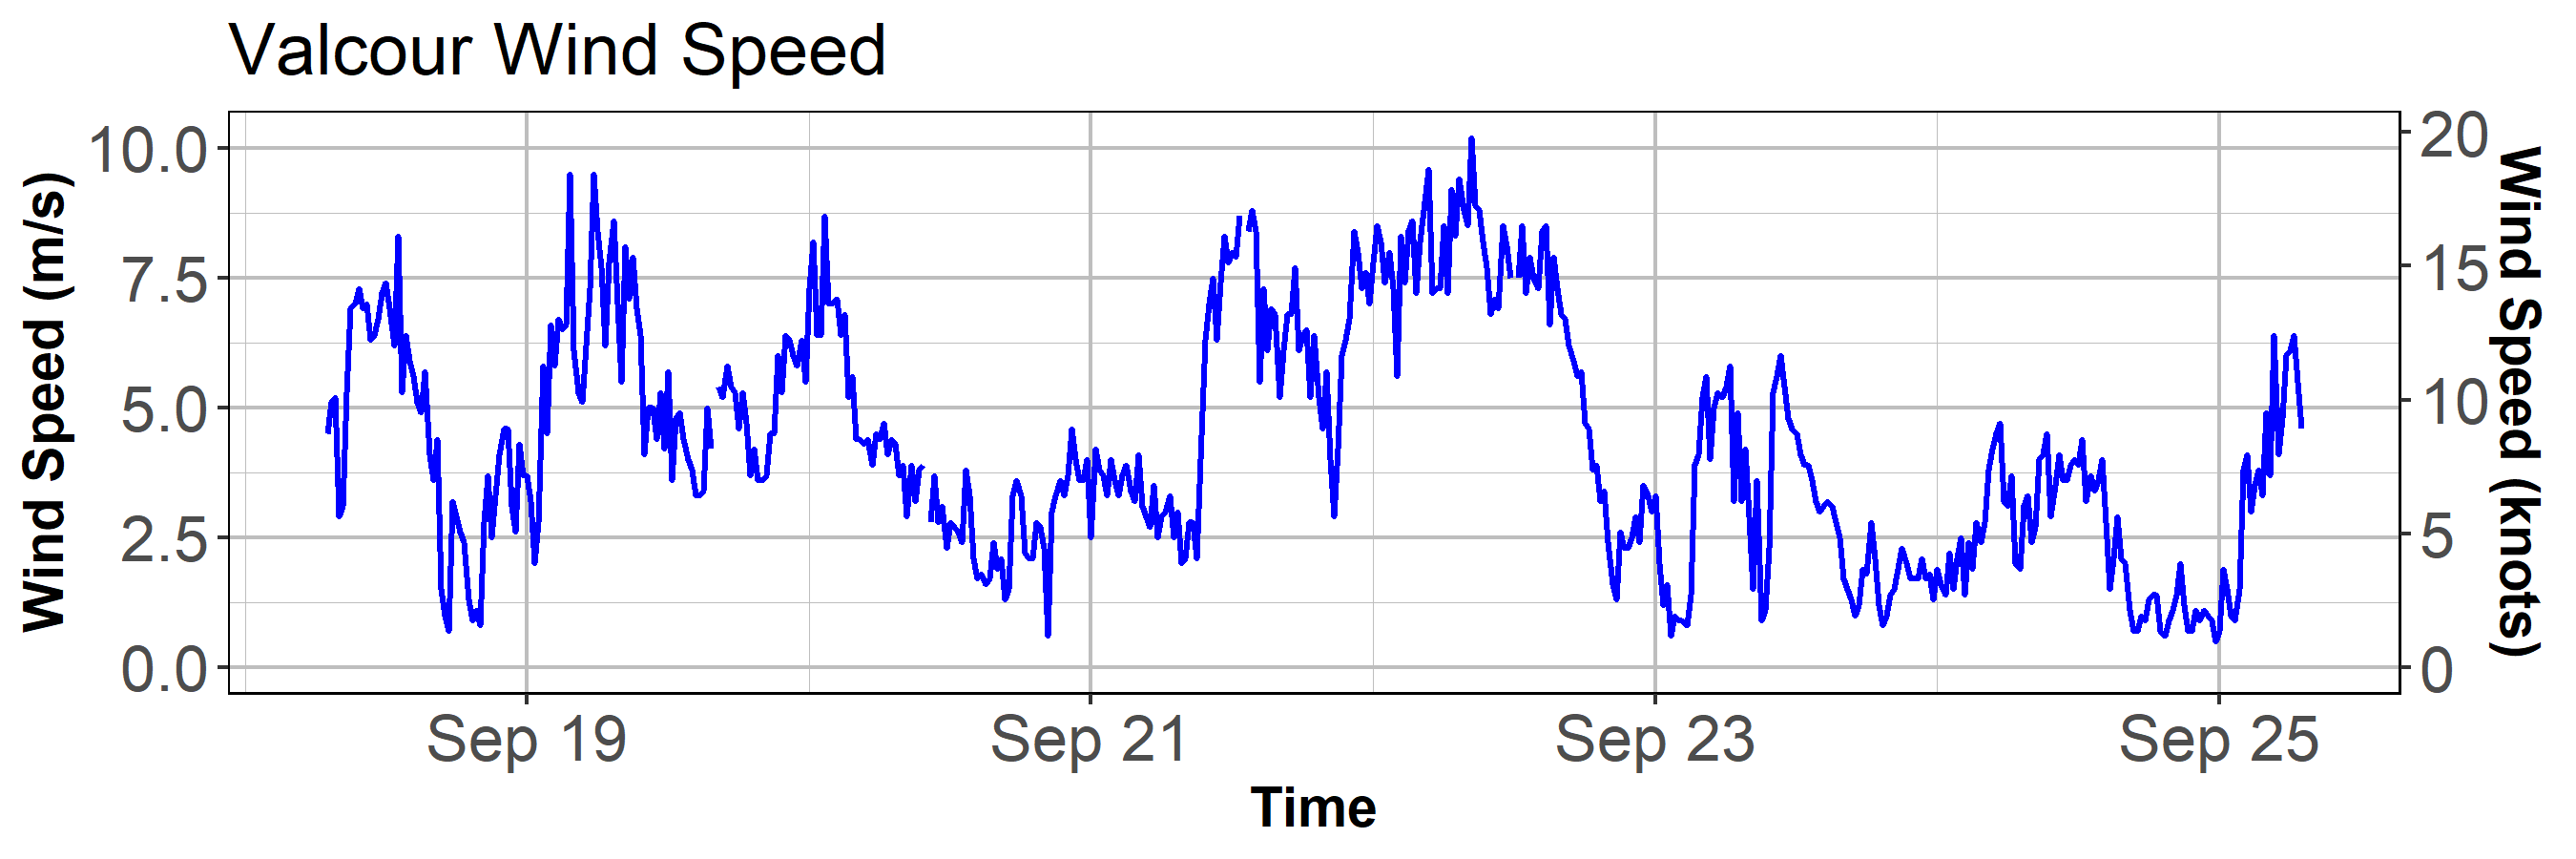 Valcour Wind Speed
Wind Speed (m/s)
10.0
7.5
5.0
2.5
0.0
20
15
10
5
0
Wind Speed (knots)
Sep 19
Sep 21
Sep 23
Sep 25
Time